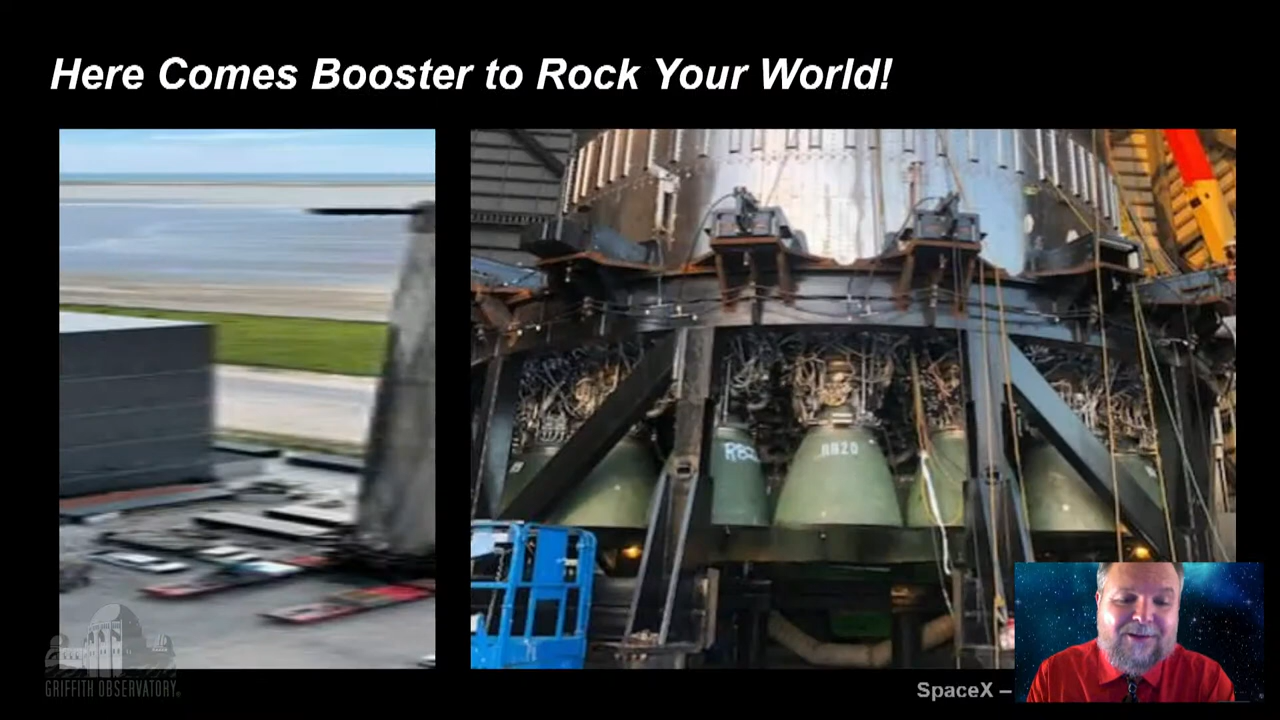 Here Comes Booster to Rock Your World!
RB20
GRIFFITH OBSERVATORY
SpaceX –